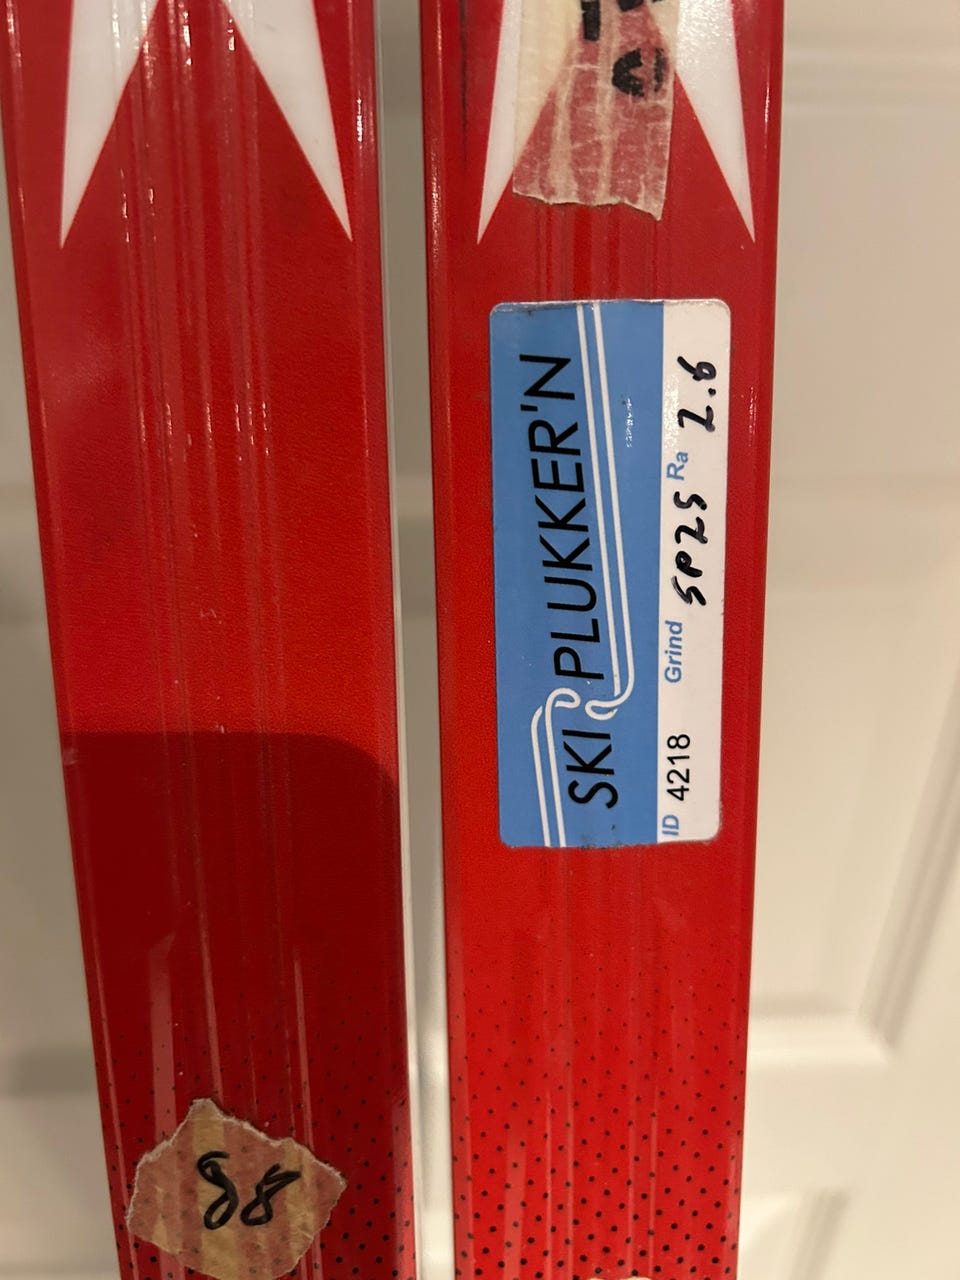 SKI PLUKKER'N
ID 4218 Grind SP25 Ra 2.6
88